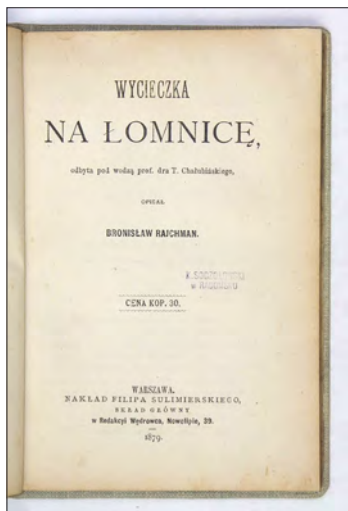 WYCIECZKA
NA ŁOMNICĘ,
odbyta pod wodzą prof. dra T. Chałubińskiego,
OPISAŁ
BRONISŁAW RAJCHMAN.
w
CENA KOP. 30.
WARSZAWA.
NAKŁAD FILIPA SULIMIERSKIEGO,
SKŁAD GŁÓWNY
w Redakcyi Wędrowca, Nowolipie, 39.
1879.